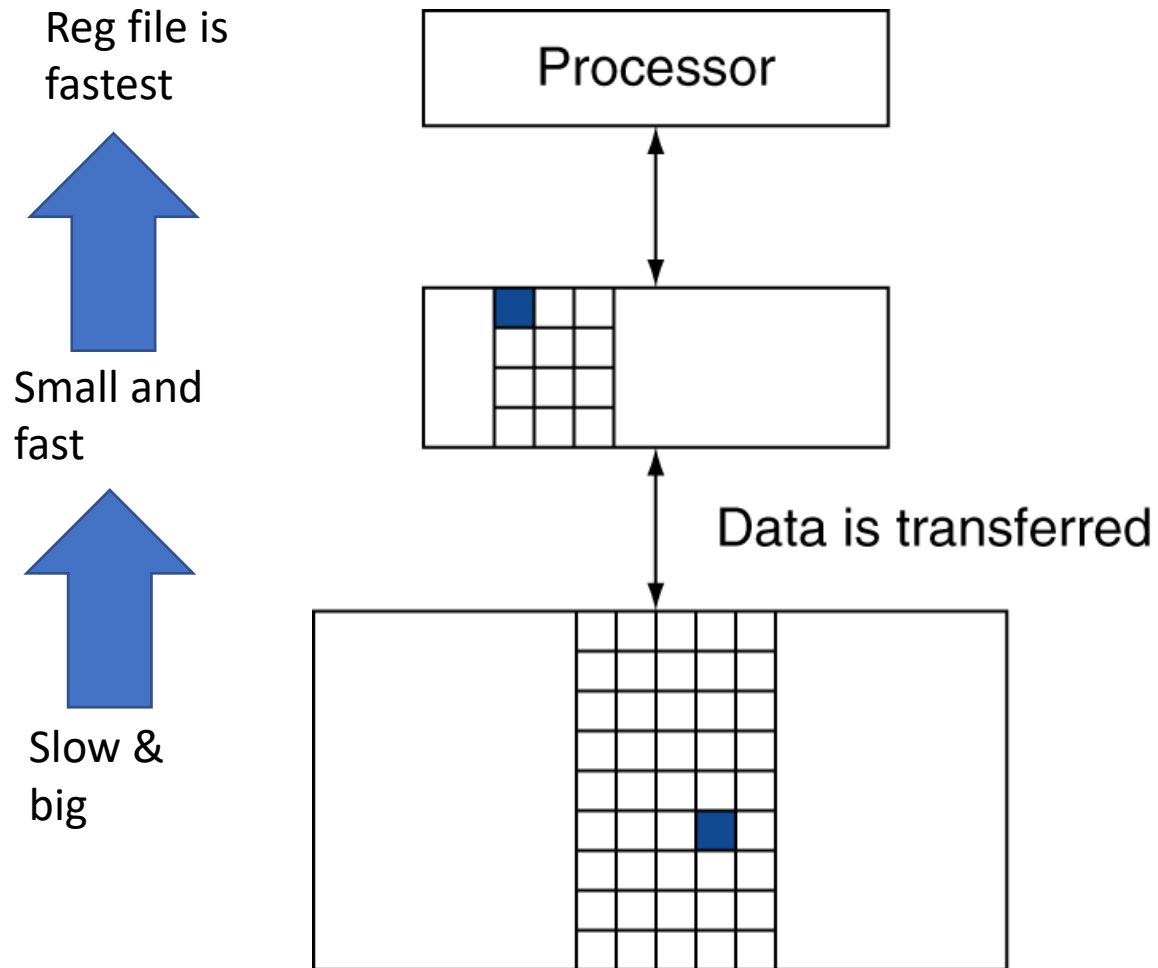 Reg file is
fastest
Processor
Small and
fast
Data is transferred
Slow &
big